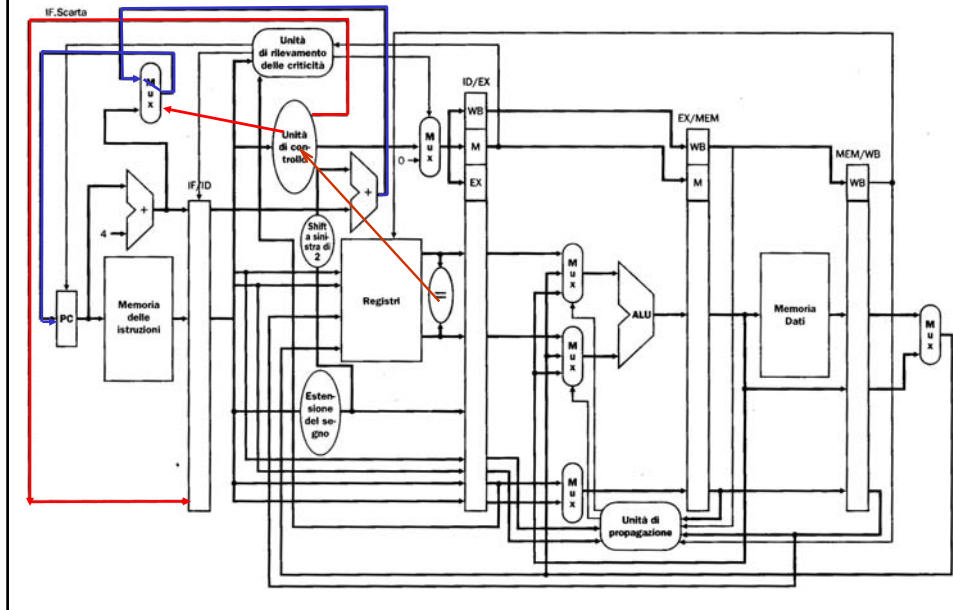 IF.Scarta
Unità
di rilevamento
delle criticità
M
u
x
ID/EX
WB
M
EX
Unità
di con-
trollo
M
u
x
0
EX/MEM
WB
M
MEM/WB
WB
IF/ID
+
4
+
Shift
a sini-
stra di
2
PC
Memoria
delle
istruzioni
Registri
=
M
u
x
M
u
x
ALU
Memoria
Dati
M
u
x
Esten-
sione
del se-
gno
M
u
x
Unità di
propagazione